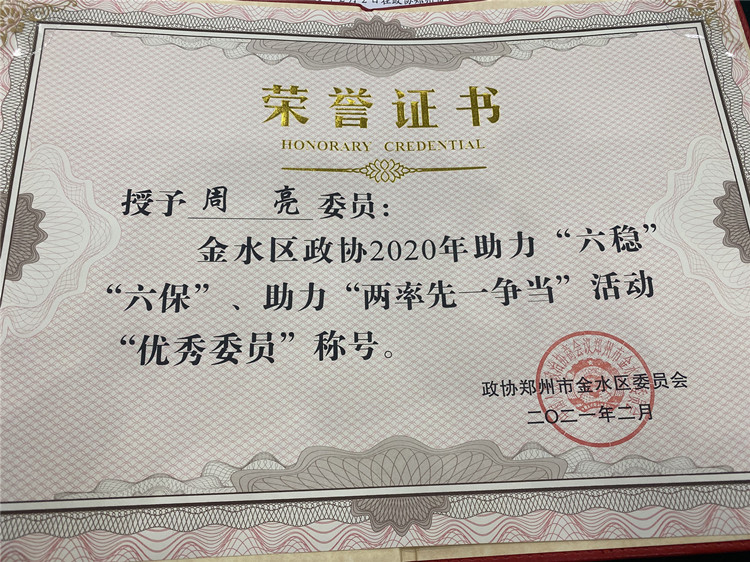 荣誉证书
HONORARY CREDENTIAL
授予 周 亮 委员：
金水区政协2020年助力“六稳”
“六保”、助力“两率先一争当”活动
“优秀委员”称号。
政协郑州市金水区委员会
二〇二一年二月